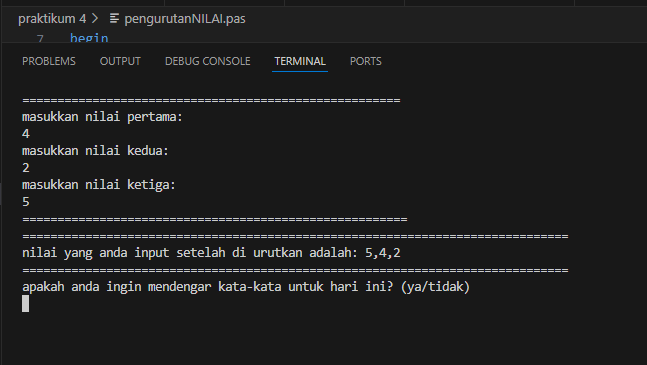 praktikum 4 > pengurutanNILAI.pas
7 begin
PROBLEMS OUTPUT DEBUG CONSOLE TERMINAL PORTS
======================================================
masukkan nilai pertama:
4
masukkan nilai kedua:
2
masukkan nilai ketiga:
5
=======================================================
==============================================================================
nilai yang anda input setelah di urutkan adalah: 5,4,2
==============================================================================
apakah anda ingin mendengar kata-kata untuk hari ini? (ya/tidak)